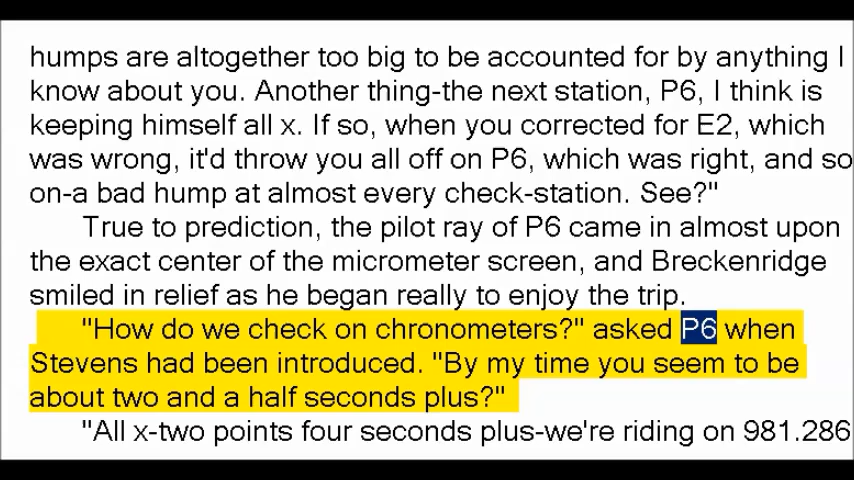 humps are altogether too big to be accounted for by anything I
know about you. Another thing-the next station, P6, I think is
keeping himself all x. If so, when you corrected for E2, which
was wrong, it'd throw you all off on P6, which was right, and so
on-a bad hump at almost every check-station. See?"
True to prediction, the pilot ray of P6 came in almost upon
the exact center of the micrometer screen, and Breckenridge
smiled in relief as he began really to enjoy the trip.
"How do we check on chronometers?" asked P6 when
Stevens had been introduced. "By my time you seem to be
about two and a half seconds plus?"
"All x-two points four seconds plus-we're riding on 981.286